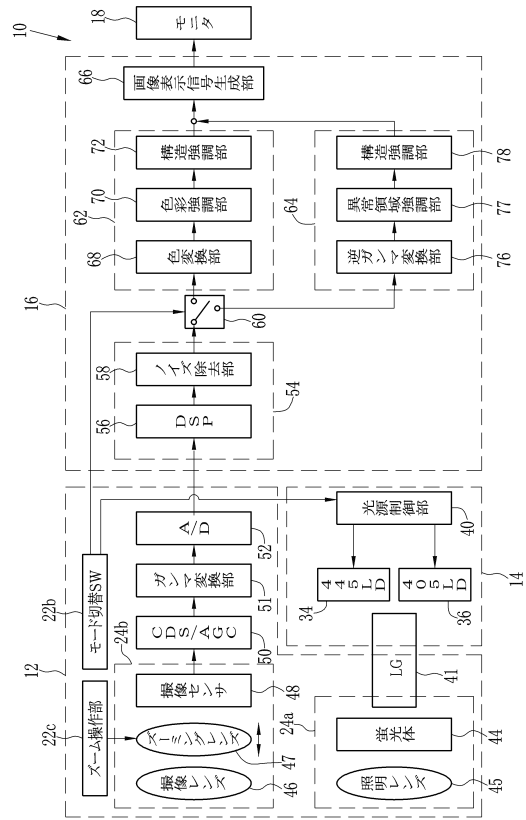 10
18
モニタ
66
画像表示信号生成部
72
構造強調部
70
色彩強調部
62
68
色変換部
78
構造強調部
77
異常領域強調部
64
76
逆ガンマ変換部
16
60
58
ノイズ除去部
56
DSP
54
52
A/D
51
ガンマ変換部
50
CDS/AGC
22b
モード切替SW
12
24b
48
撮像センサ
22c
ズーム操作部
47
ズーミングレンズ
46
撮像レンズ
40
光源制御部
34
445LD
36
405LD
14
41
LG
24a
44
蛍光体
45
照明レンズ